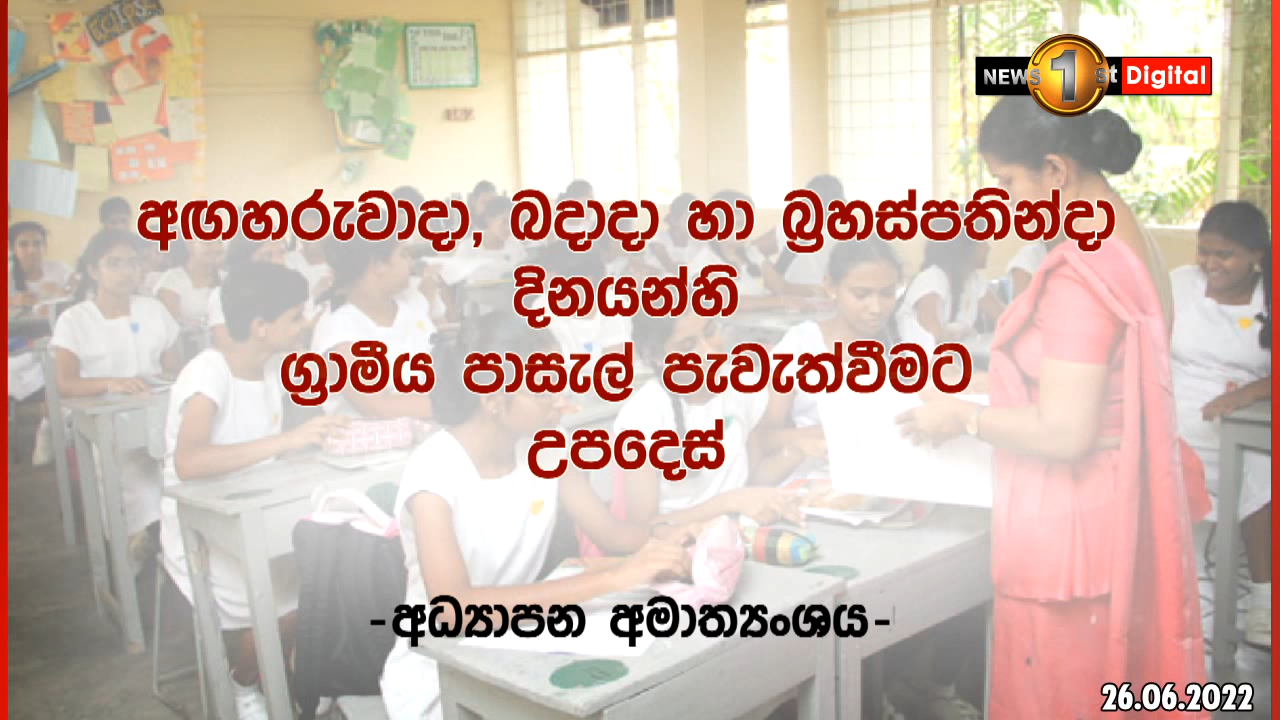 NEWS 1st Digital
අඟහරුවාදා, බදාදා හා බ්‍රහස්පතින්දා
දිනයන්හි
ග්‍රාමීය පාසැල් පැවැත්වීමට
උපදෙස්
-අධ්‍යාපන අමාත්‍යංශය-
26.06.2022